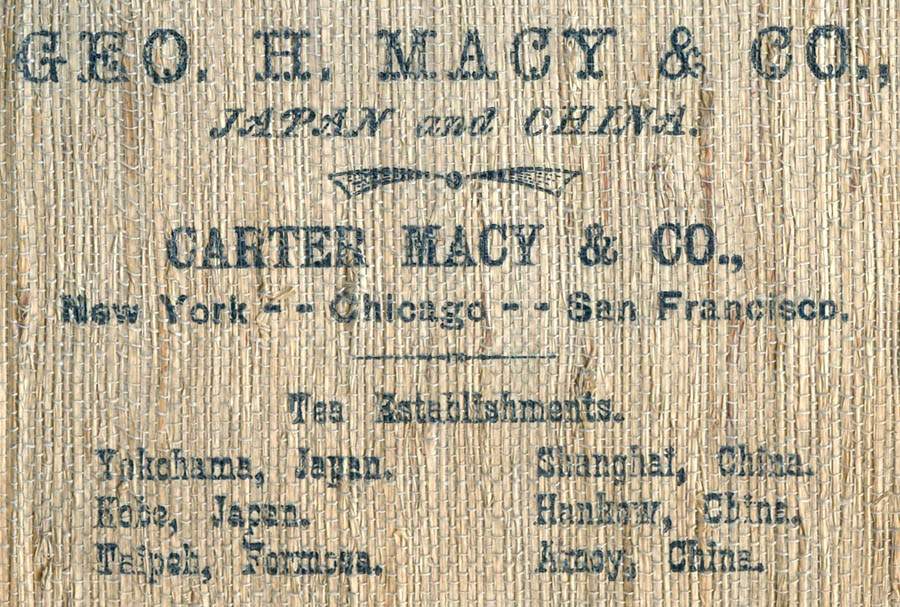 GEO. H. MACY & CO.,
JAPAN and CHINA.
CARTER MACY & CO.,
New York - - Chicago - - San Francisco.
Tea Establishments.
Yokohama, Japan. Shanghai, China.
Kobe, Japan. Hankow, China.
Taipeh, Formosa. Amoy, China.